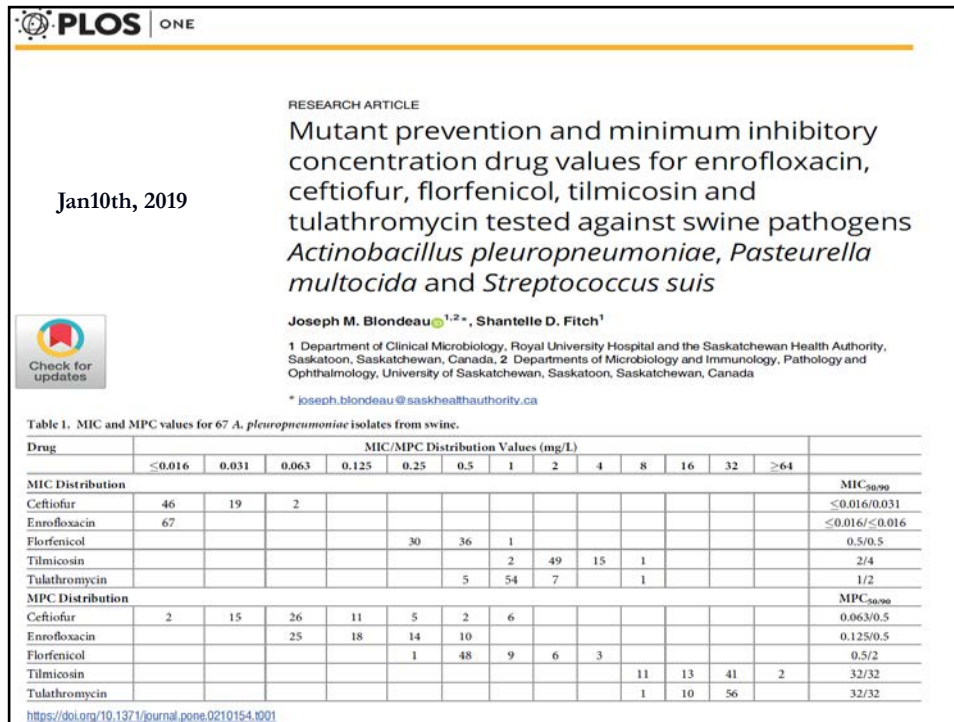 PLOS ONE
Jan10th, 2019
RESEARCH ARTICLE
Mutant prevention and minimum inhibitory
concentration drug values for enrofloxacin,
ceftiofur, florfenicol, tilmicosin and
tulathromycin tested against swine pathogens
Actinobacillus pleuropneumoniae, Pasteurella
multocida and Streptococcus suis
Joseph M. Blondeau 1,2*, Shantelle D. Fitch1
1 Department of Clinical Microbiology, Royal University Hospital and the Saskatchewan Health Authority,
Saskatoon, Saskatchewan, Canada, 2 Departments of Microbiology and Immunology, Pathology and
Ophthalmology, University of Saskatchewan, Saskatoon, Saskatchewan, Canada
* joseph.blondeau@saskhealthauthority.ca
Check for
updates
Table 1. MIC and MPC values for 67 A. pleuropneumoniae isolates from swine.
Drug MIC/MPC Distribution Values (mg/L)
≤0.016 0.031 0.063 0.125 0.25 0.5 1 2 4 8 16 32 ≥64
MIC Distribution MIC50/90
Ceftiofur 46 19 2 ≤0.016/0.031
Enrofloxacin 67 ≤0.016/≤0.016
Florfenicol 30 36 1 0.5/0.5
Tilmicosin 2 49 15 1 2/4
Tulathromycin 5 54 7 1 1/2
MPC Distribution MPC50/90
Ceftiofur 2 15 26 11 5 2 6 0.063/0.5
Enrofloxacin 25 18 14 10 0.125/0.5
Florfenicol 1 48 9 6 3 0.5/2
Tilmicosin 11 13 41 2 32/32
Tulathromycin 1 10 56 32/32
https://doi.org/10.1371/journal.pone.0210154.t001